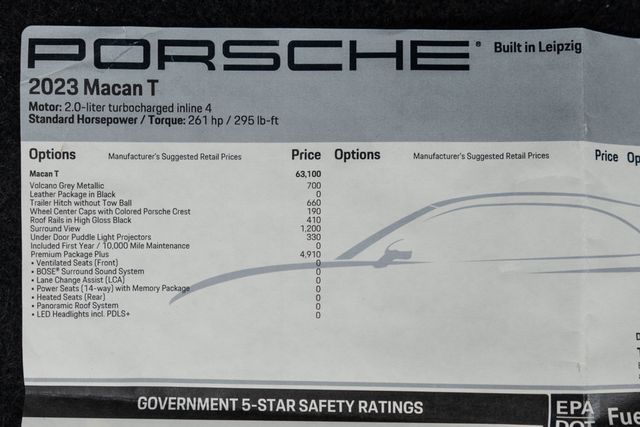 PORSCHE® Built in Leipzig
2023 Macan T
Motor: 2.0-liter turbocharged inline 4
Standard Horsepower / Torque: 261 hp / 295 lb-ft
Options Manufacturer's Suggested Retail Prices Price Options Manufacturer's Suggested Retail Prices Price Op
Macan T 63,100
Volcano Grey Metallic 700
Leather Package in Black 0
Trailer Hitch without Tow Ball 660
Wheel Center Caps with Colored Porsche Crest 190
Roof Rails in High Gloss Black 410
Surround View 1,200
Under Door Puddle Light Projectors 330
Included First Year / 10,000 Mile Maintenance 0
Premium Package Plus 4,910
• Ventilated Seats (Front) 0
• BOSE® Surround Sound System 0
• Lane Change Assist (LCA) 0
• Power Seats (14-way) with Memory Package 0
• Heated Seats (Rear) 0
• Panoramic Roof System 0
• LED Headlights incl. PDLS+ 0
GOVERNMENT 5-STAR SAFETY RATINGS
EPA
DOT Fue